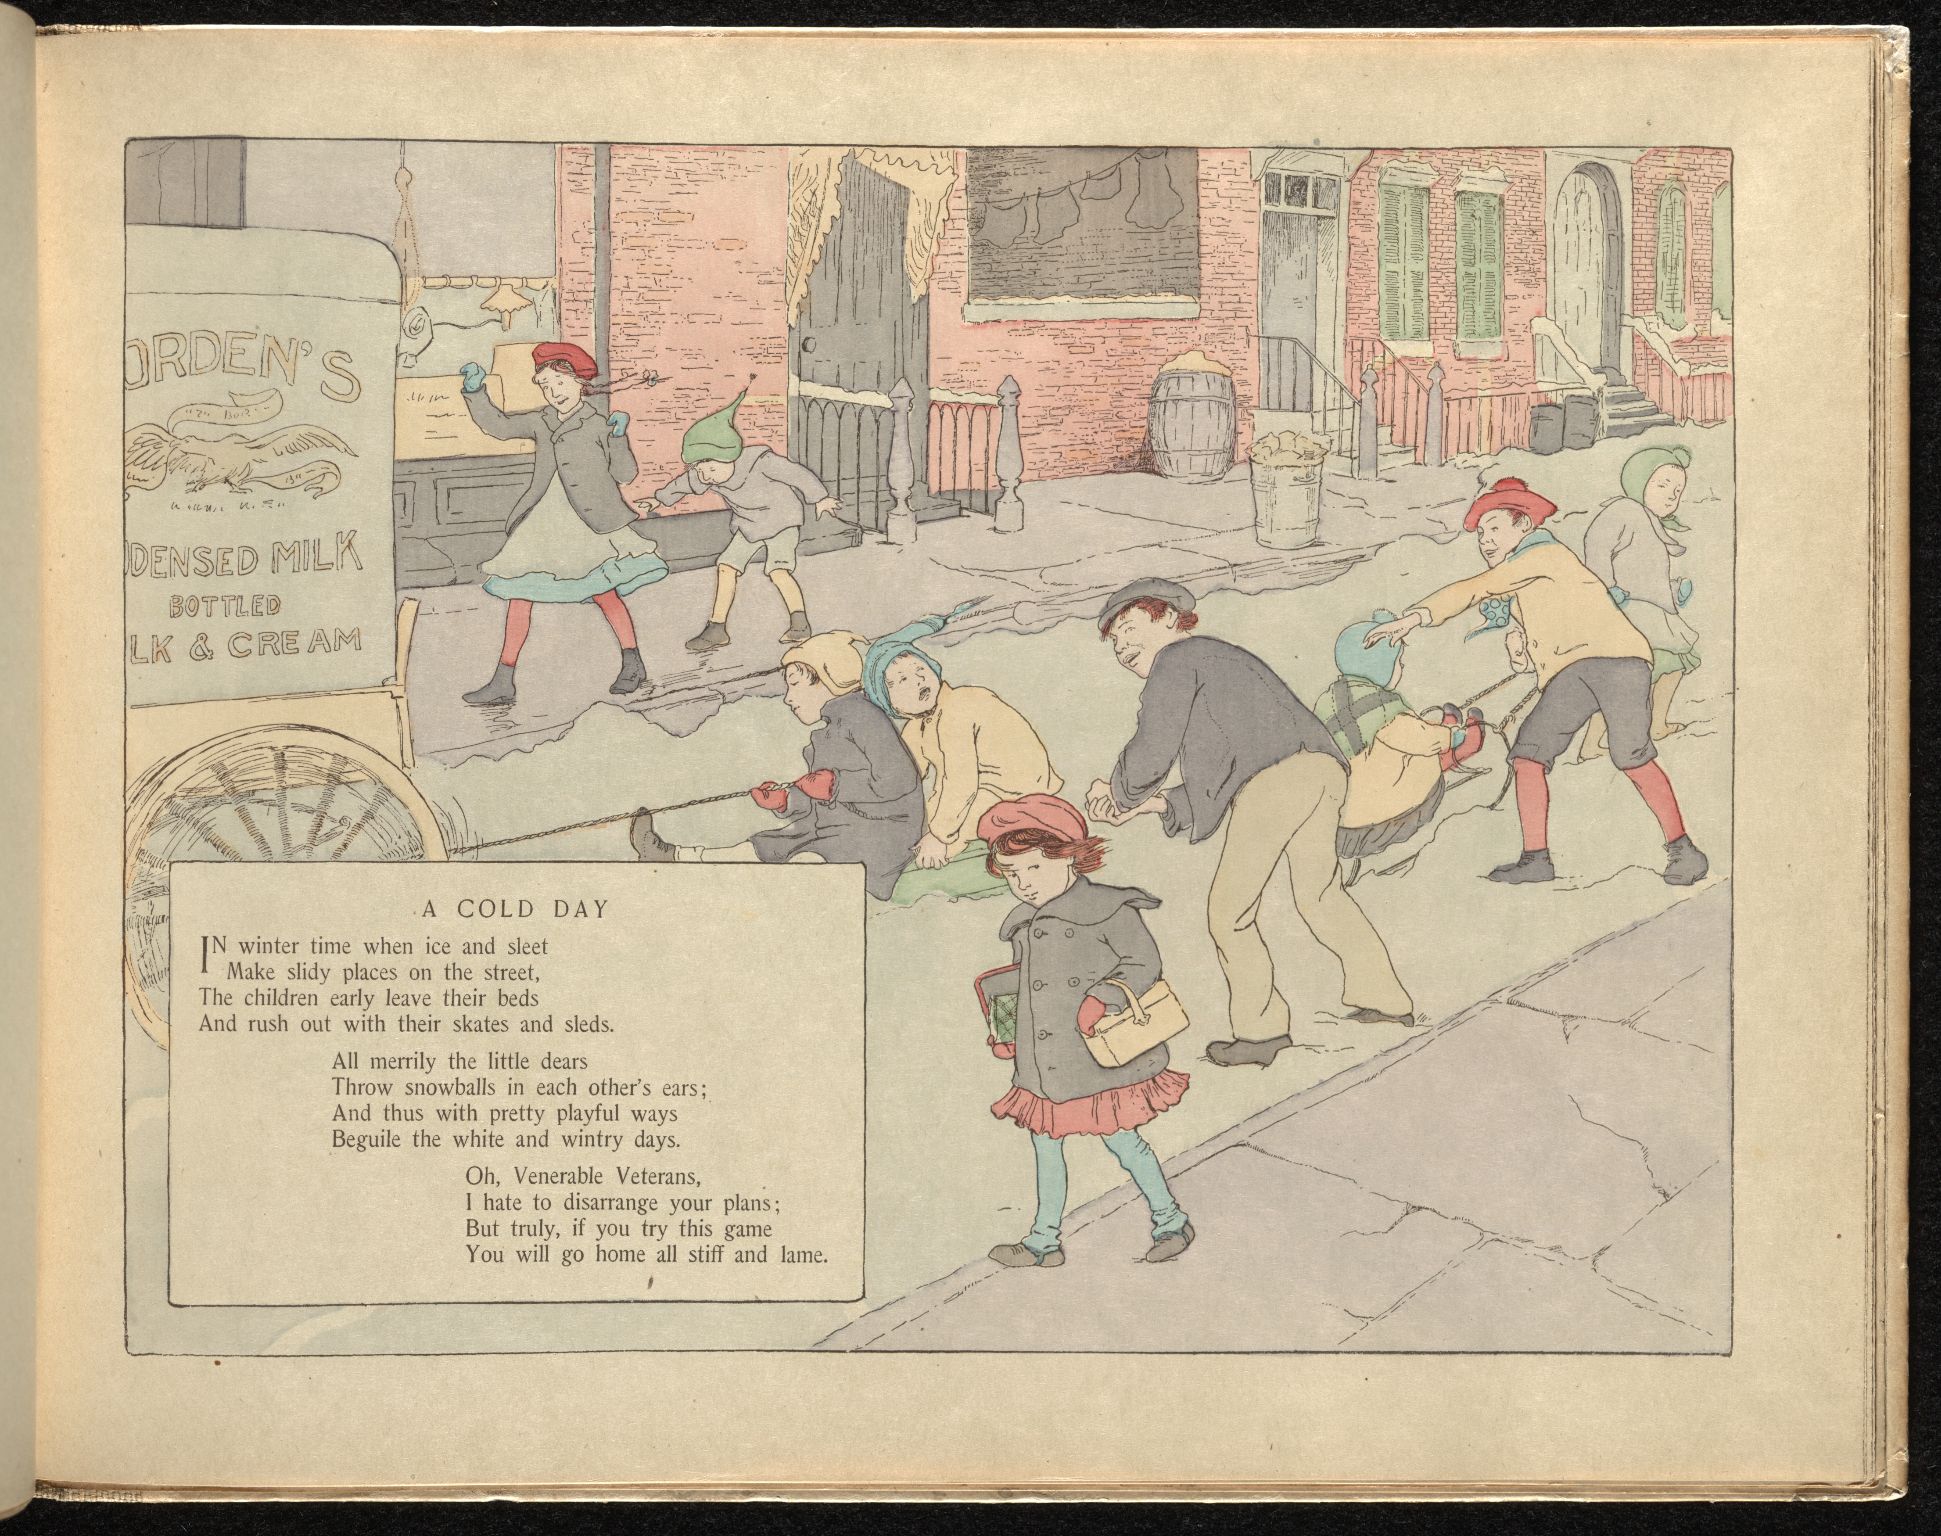 ORDEN'S
DENSED MILK
BOTTLED
LK & CREAM
A COLD DAY
IN winter time when ice and sleet
Make slidy places on the street,
The children early leave their beds
And rush out with their skates and sleds.
All merrily the little dears
Throw snowballs in each other's ears;
And thus with pretty playful ways
Beguile the white and wintry days.
Oh, Venerable Veterans,
I hate to disarrange your plans;
But truly, if you try this game
You will go home all stiff and lame.